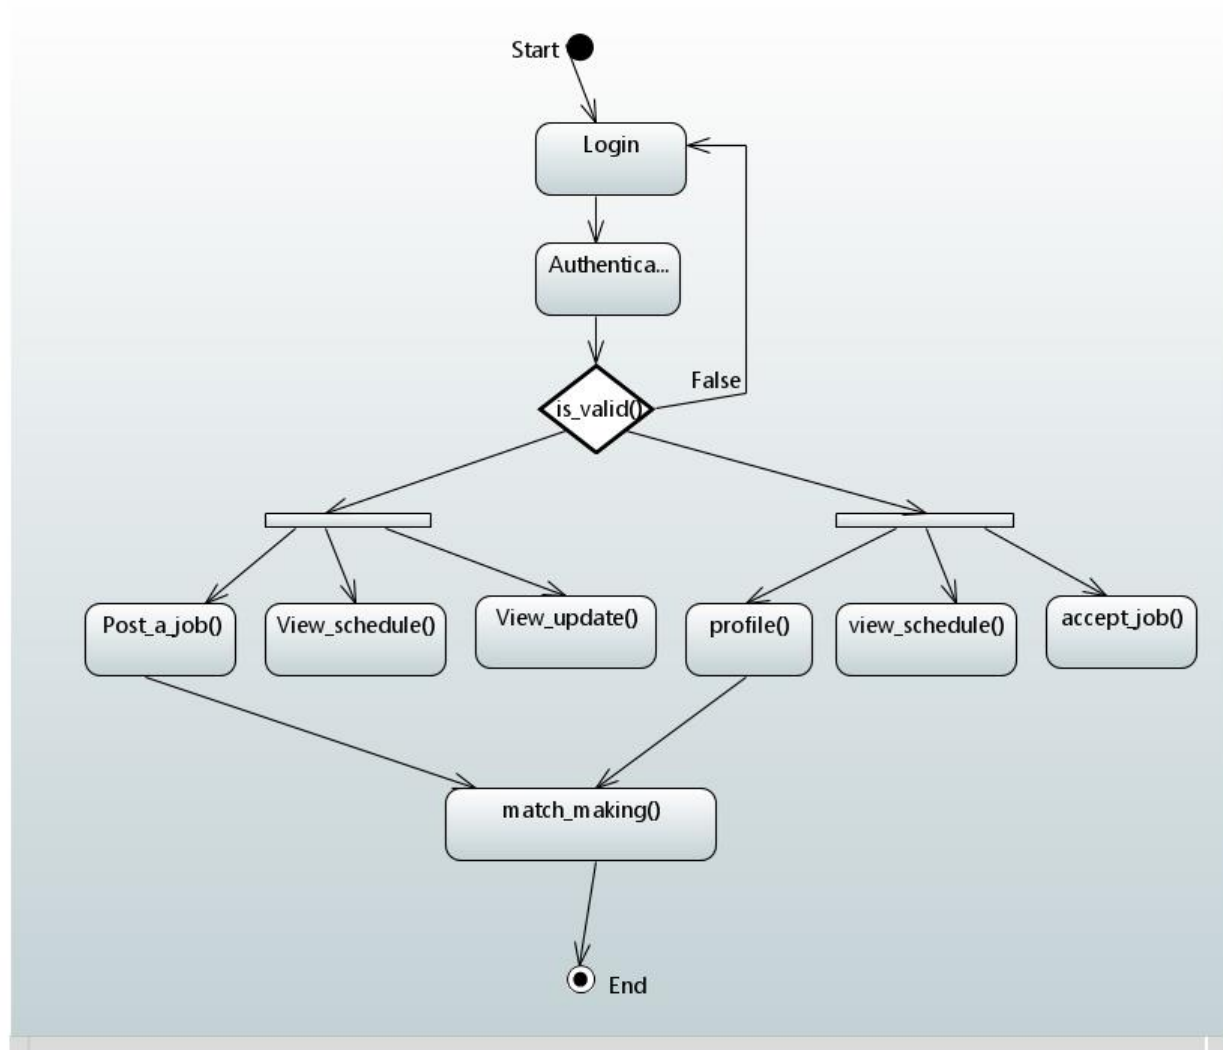 Start
Login
Authentica...
False
is_valid()
Post_a_job()
View_schedule()
View_update()
profile()
view_schedule()
accept_job()
match_making()
End